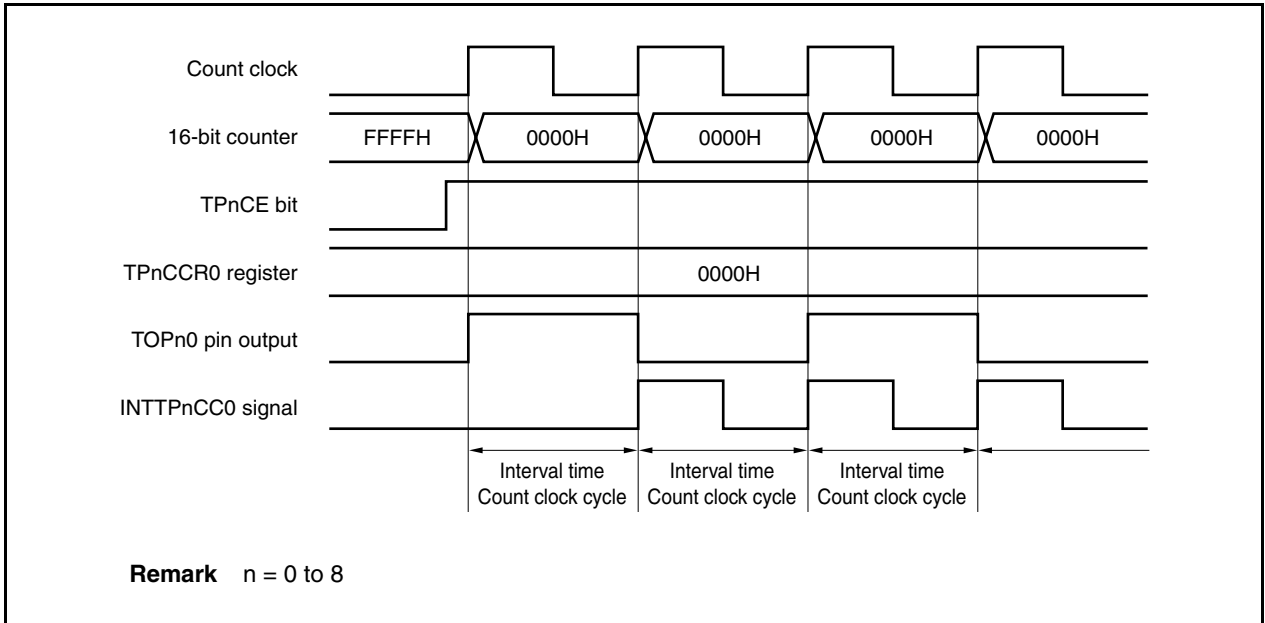 Count clock
16-bit counter FFFFH 0000H 0000H 0000H 0000H
TPnCE bit
TPnCCR0 register 0000H
TOPn0 pin output
INTTPnCC0 signal
Interval time Interval time Interval time
Count clock cycle Count clock cycle Count clock cycle
Remark n = 0 to 8